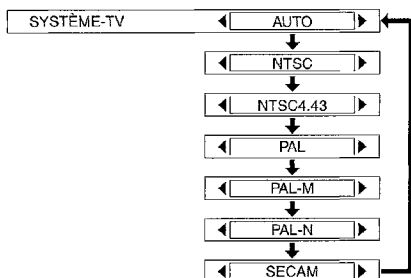 SYSTÈME-TV AUTO
NTSC
NTSC4.43
PAL
PAL-M
PAL-N
SECAM